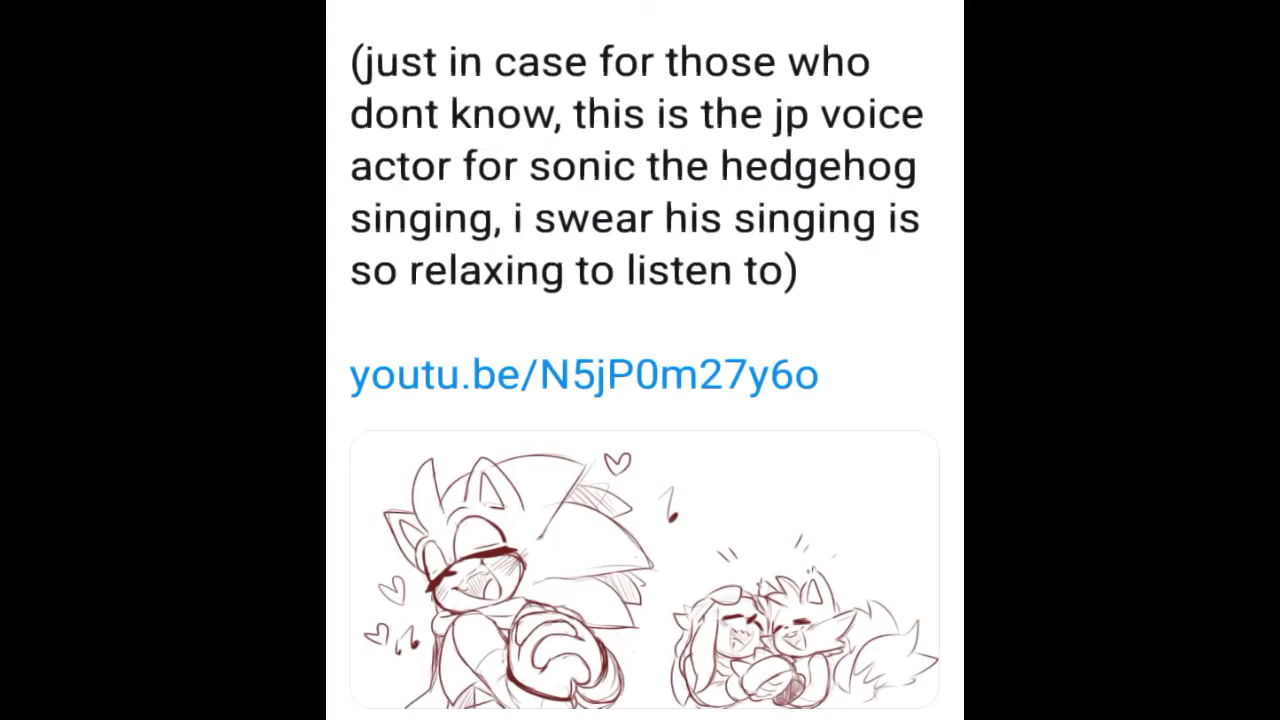 (just in case for those who
dont know, this is the jp voice
actor for sonic the hedgehog
singing, i swear his singing is
so relaxing to listen to)
youtu.be/N5jP0m27y6o